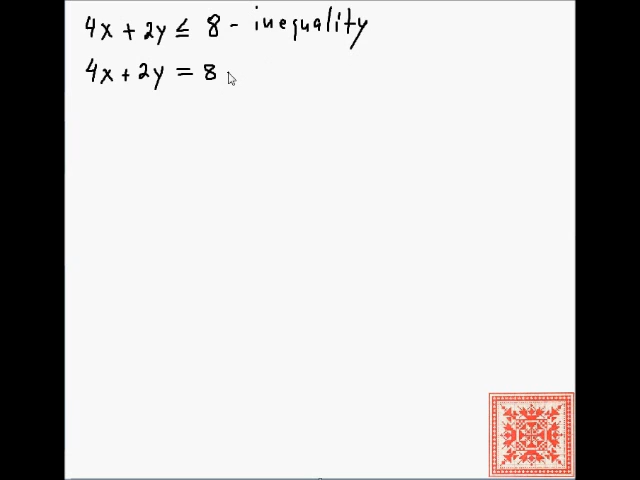 4x + 2y ≤ 8 - inequality
4x + 2y = 8